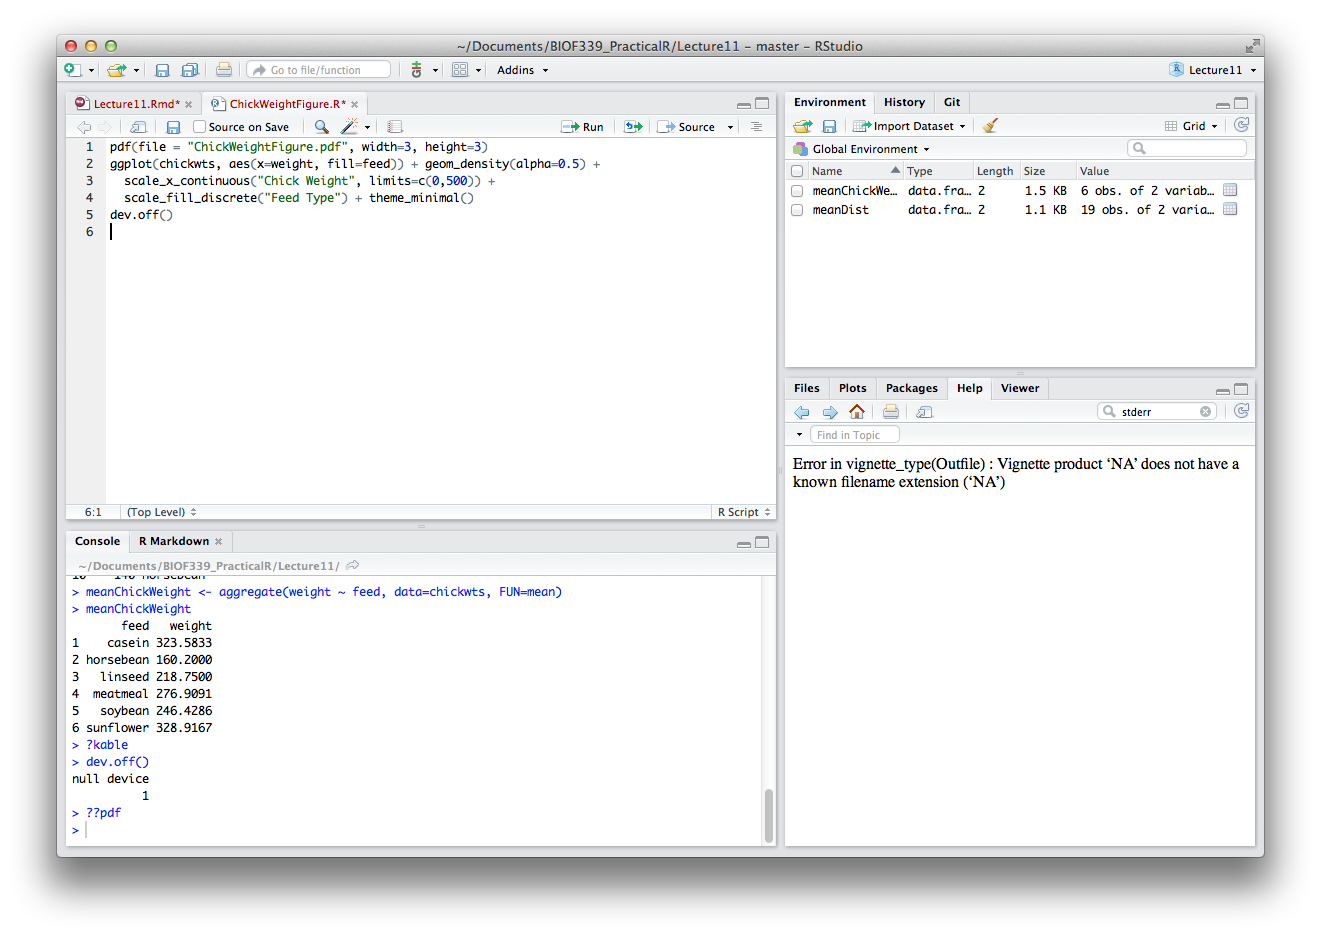 ~/Documents/BIOF339_PracticalR/Lecture11 - master - RStudio
Go to file/function
Addins
Lecture11
Lecture11.Rmd*
ChickWeightFigure.R*
Source on Save
Run
Source
1 pdf(file = "ChickWeightFigure.pdf", width=3, height=3)
2 ggplot(chickwts, aes(x=weight, fill=feed)) + geom_density(alpha=0.5) +
3 scale_x_continuous("Chick Weight", limits=c(0,500)) +
4 scale_fill_discrete("Feed Type") + theme_minimal()
5 dev.off()
6
6:1 (Top Level) R Script
Console R Markdown
~/Documents/BIOF339_PracticalR/Lecture11/
> meanChickWeight <- aggregate(weight ~ feed, data=chickwts, FUN=mean)
> meanChickWeight
feed weight
1 casein 323.5833
2 horsebean 160.2000
3 linseed 218.7500
4 meatmeal 276.9091
5 soybean 246.4286
6 sunflower 328.9167
> ?kable
> dev.off()
null device
1
> ??pdf
>
Environment History Git
Import Dataset Grid
Global Environment
Name Type Length Size Value
meanChickWe… data.fra… 2 1.5 KB 6 obs. of 2 variab…
meanDist data.fra… 2 1.1 KB 19 obs. of 2 varia…
Files Plots Packages Help Viewer
stderr
Find in Topic
Error in vignette_type(Outfile) : Vignette product ‘NA’ does not have a
known filename extension (‘NA’)